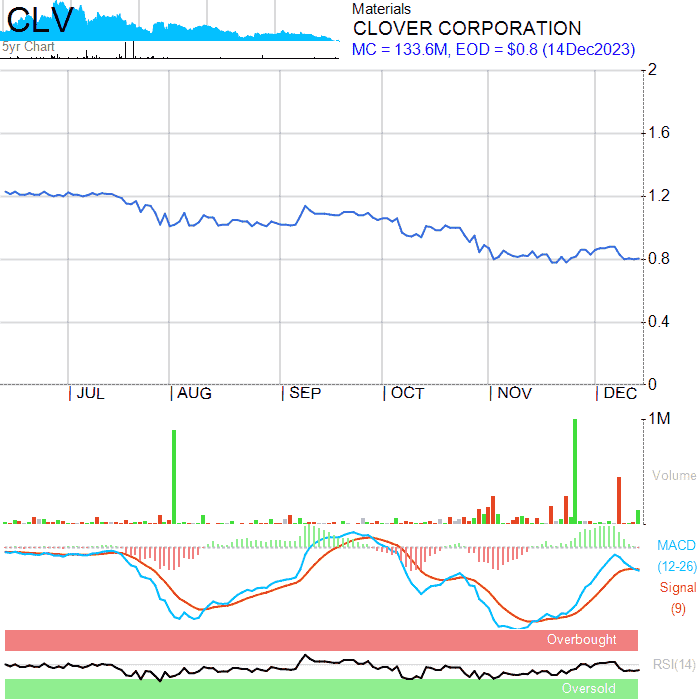 CLV
5yr Chart
Materials
CLOVER CORPORATION
MC = 133.6M, EOD = $0.8 (14Dec2023)
2
1.6
1.2
0.8
0.4
0
JUL AUG SEP OCT NOV DEC
1M
Volume
MACD
(12-26)
Signal
(9)
Overbought
RSI(14)
Oversold